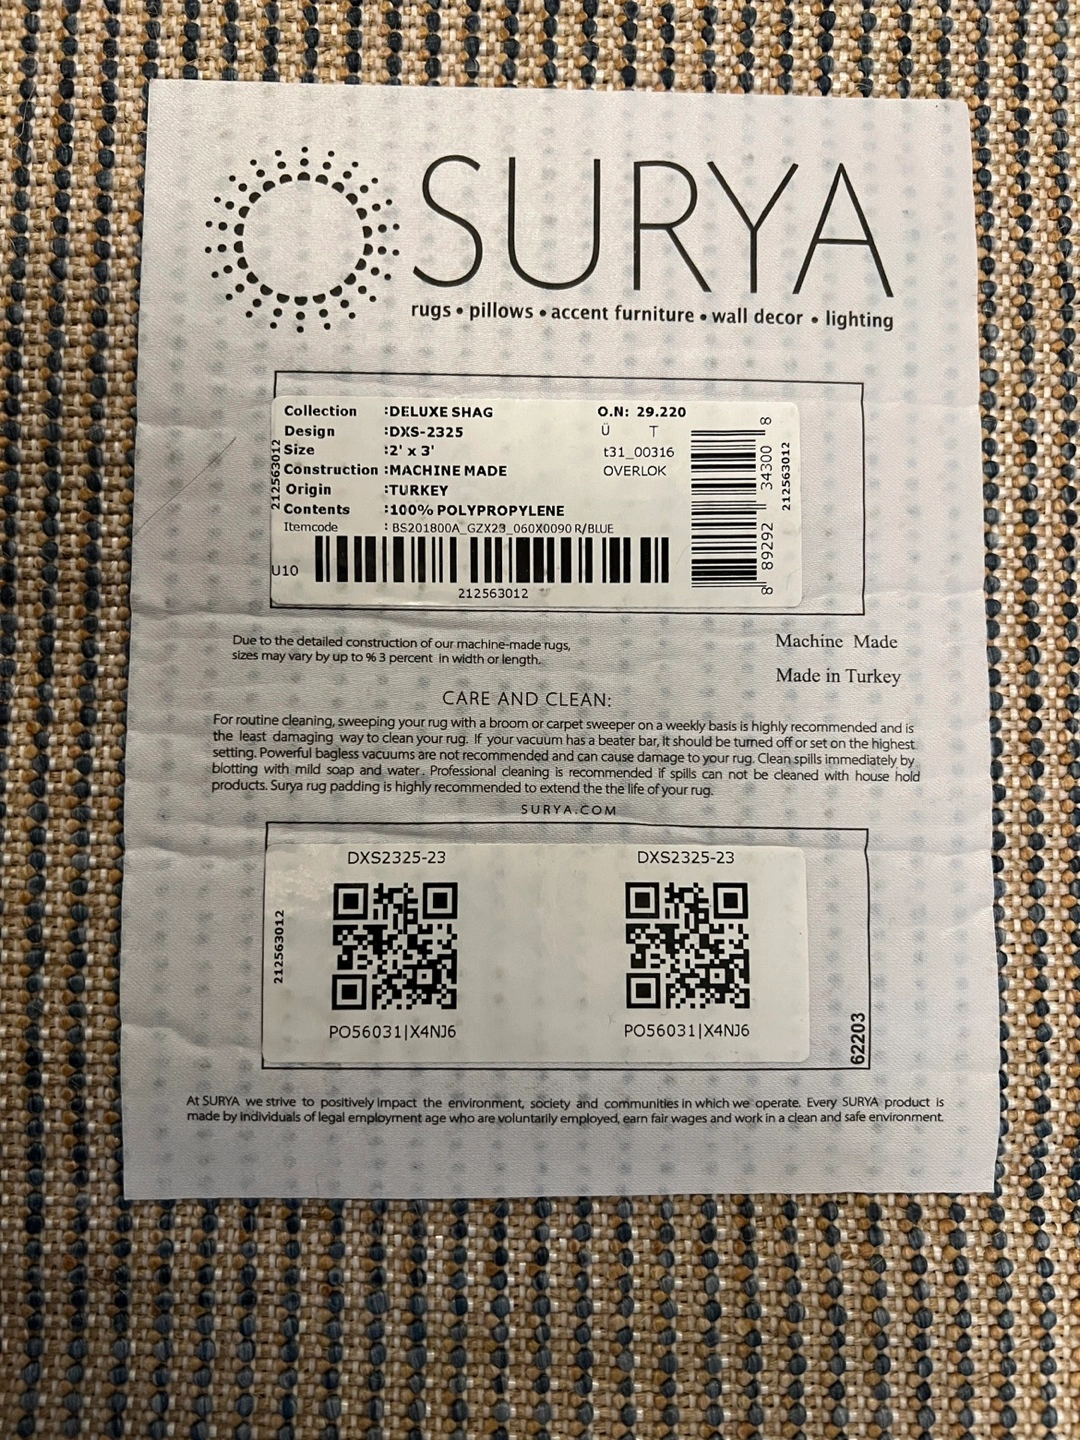 SURYA
rugs • pillows • accent furniture • wall decor • lighting
Collection :DELUXE SHAG
Design :DXS-2325
Size :2' x 3'
Construction :MACHINE MADE
Origin :TURKEY
Contents :100% POLYPROPYLENE
Itemcode : BS201800A_GZX23_060X0090 R/BLUE
O.N: 29.220
Ü T
t31_00316
OVERLOK
212563012
U10
212563012
8 89292 34300 8
212563012
Due to the detailed construction of our machine-made rugs,
sizes may vary by up to % 3 percent in width or length.
Machine Made
Made in Turkey
CARE AND CLEAN:
For routine cleaning, sweeping your rug with a broom or carpet sweeper on a weekly basis is highly recommended and is
the least damaging way to clean your rug. If your vacuum has a beater bar, it should be turned off or set on the highest
setting. Powerful bagless vacuums are not recommended and can cause damage to your rug. Clean spills immediately by
blotting with mild soap and water. Professional cleaning is recommended if spills can not be cleaned with house hold
products. Surya rug padding is highly recommended to extend the the life of your rug.
SURYA.COM
DXS2325-23
DXS2325-23
212563012
PO56031|X4NJ6
PO56031|X4NJ6
62203
At SURYA we strive to positively impact the environment, society and communities in which we operate. Every SURYA product is
made by individuals of legal employment age who are voluntarily employed, earn fair wages and work in a clean and safe environment.